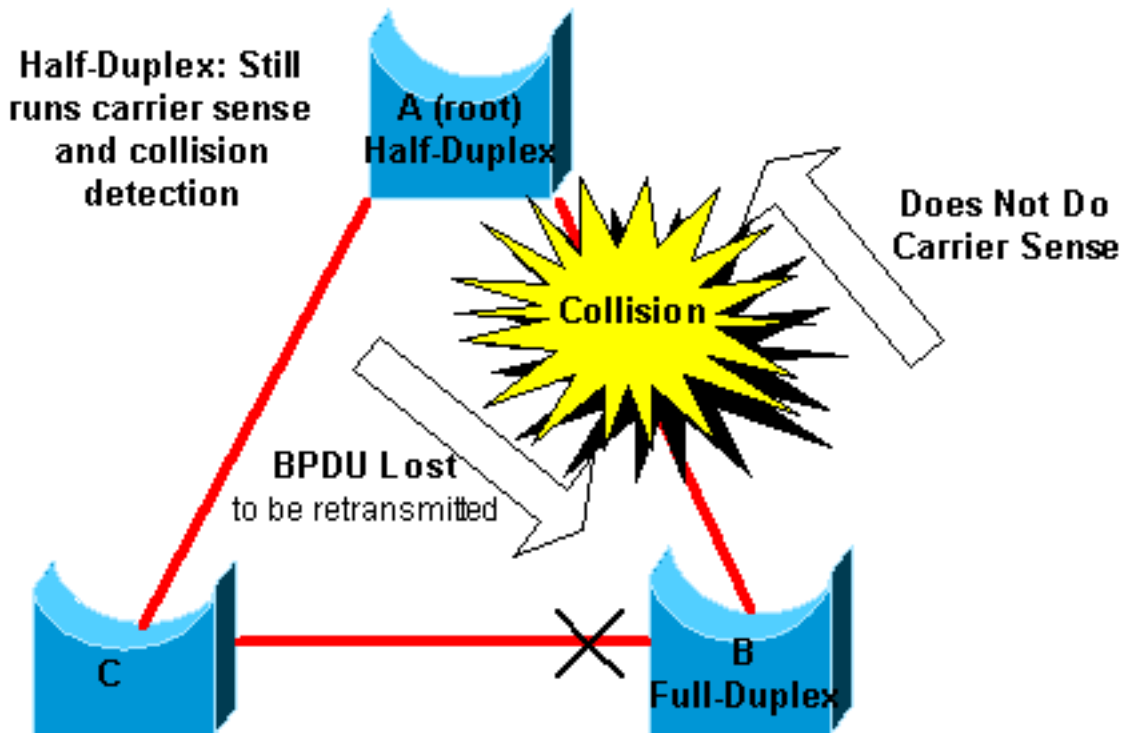 Half-Duplex: Still
runs carrier sense
and collision
detection
A (root)
Half-Duplex
Does Not Do
Carrier Sense
Collision
BPDU Lost
to be retransmitted
C
B
Full-Duplex